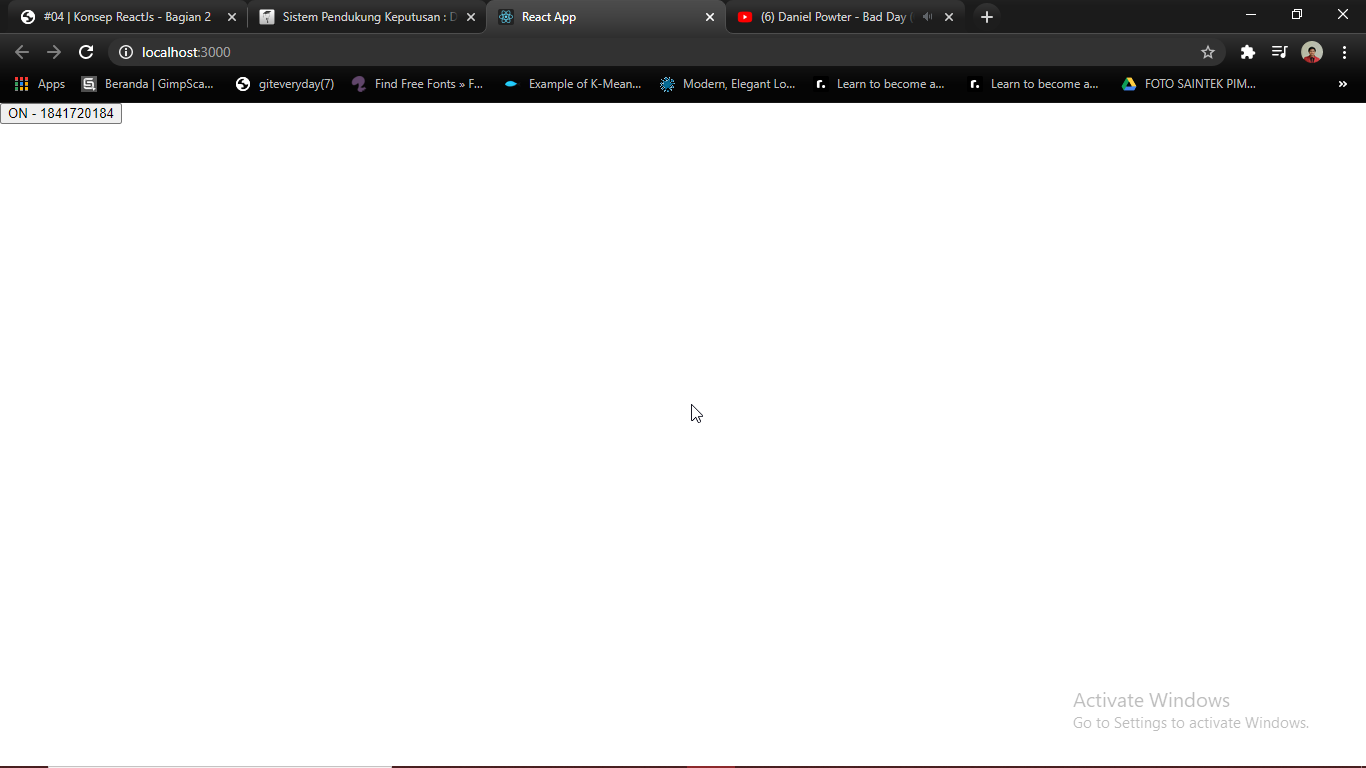 #04 | Konsep ReactJs - Bagian 2
Sistem Pendukung Keputusan : D
React App
(6) Daniel Powter - Bad Day (
localhost:3000
Apps
Beranda | GimpSca...
giteveryday(7)
Find Free Fonts » F...
Example of K-Mean...
Modern, Elegant Lo...
r.
Learn to become a...
r.
Learn to become a...
FOTO SAINTEK PIM...
»
ON - 1841720184
Activate Windows
Go to Settings to activate Windows.